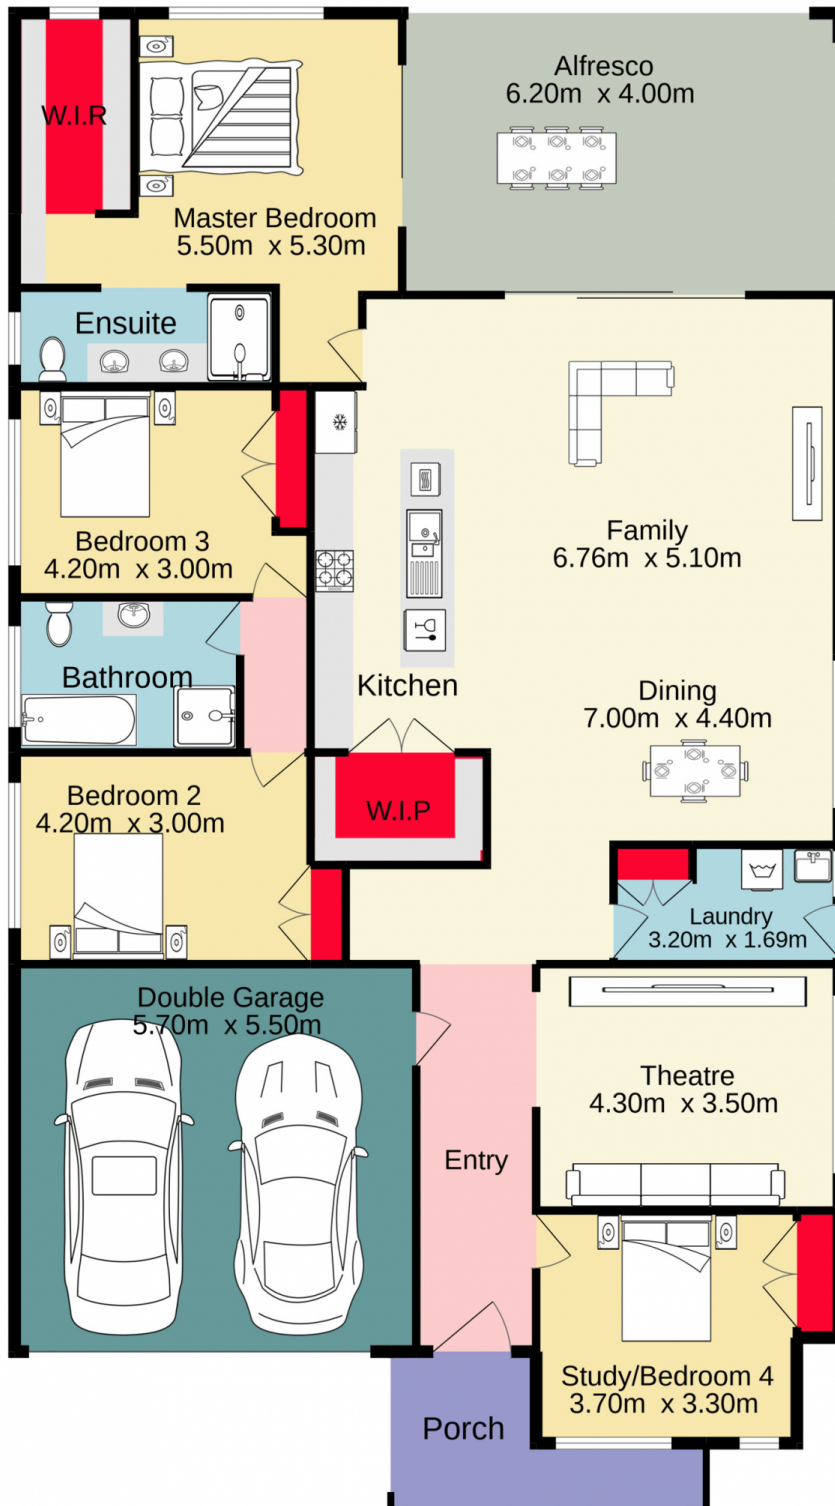 W.I.R
Alfresco
6.20m x 4.00m
Master Bedroom
5.50m x 5.30m
Ensuite
Bedroom 3
4.20m x 3.00m
Family
6.76m x 5.10m
Bathroom
Kitchen
Dining
7.00m x 4.40m
Bedroom 2
4.20m x 3.00m
W.I.P
Laundry
3.20m x 1.69m
Double Garage
5.70m x 5.50m
Theatre
4.30m x 3.50m
Entry
Study/Bedroom 4
3.70m x 3.30m
Porch